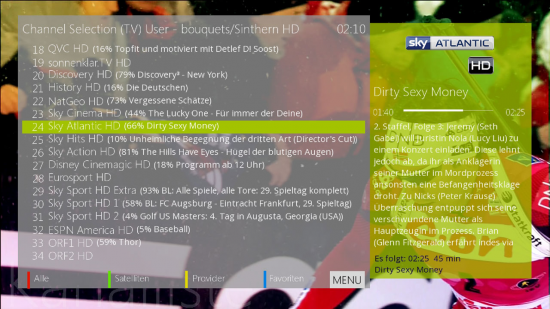 Channel Selection (TV) User - bouquets/Sinthern HD 02:10
18 QVC HD (16% Topfit und motiviert mit Detlef D! Soost)
19 sonnenklar.TV HD
20 Discovery HD (79% Discovery² - New York)
21 History HD (16% Die Deutschen)
22 NatGeo HD (73% Vergessene Schätze)
23 Sky Cinema HD (44% The Lucky One - Für immer der Deine)
24 Sky Atlantic HD (66% Dirty Sexy Money)
25 Sky Hits HD (10% Unheimliche Begegnung der dritten Art (Director's Cut))
26 Sky Action HD (81% The Hills Have Eyes - Hügel der blutigen Augen)
27 Disney Cinemagic HD (18% Programm ab 12 Uhr)
28 Eurosport HD
29 Sky Sport HD Extra (93% BL: Alle Spiele, alle Tore: 29. Spieltag komplett)
30 Sky Sport HD 1 (58% BL: FC Augsburg - Eintracht Frankfurt, 29. Spieltag)
31 Sky Sport HD 2 (4% Golf US Masters: 4. Tag in Augusta, Georgia (USA))
32 ESPN America HD (5% Baseball)
33 ORF1 HD (59% Thor)
34 ORF2 HD
Alle Satelliten Provider Favoriten MENU
sky ATLANTIC
HD
Dirty Sexy Money
01:40 02:25
2. Staffel, Folge 3: Jeremy (Seth
Gabel) will Juristin Nola (Lucy Liu) zu
einem Konzert einladen. Diese lehnt
jedoch ab, da ihr als Anklägerin
seiner Mutter im Mordprozess
ansonsten eine Befangenheitsklage
droht. Zu Nicks (Peter Krause)
Überraschung entpuppt sich seine
verschwundene Mutter als
Hauptzeugin im Prozess. Brian
(Glenn Fitzgerald) erfährt indes via
Es folgt: 02:25 45 min
Dirty Sexy Money